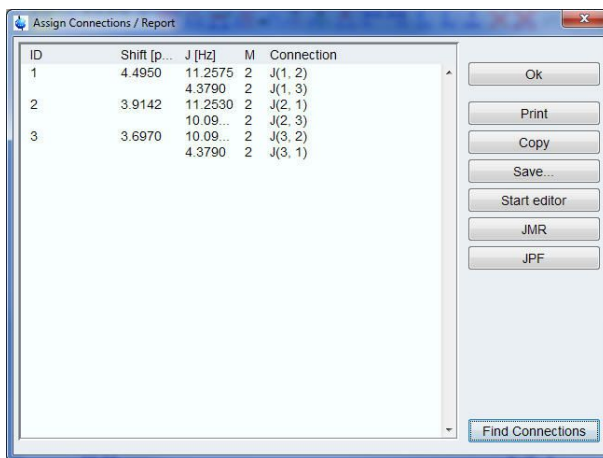 Assign Connections / Report
ID Shift [p... J [Hz] M Connection
1 4.4950 11.2575 2 J(1, 2)
4.3790 2 J(1, 3)
2 3.9142 11.2530 2 J(2, 1)
10.09... 2 J(2, 3)
3 3.6970 10.09... 2 J(3, 2)
4.3790 2 J(3, 1)
Ok
Print
Copy
Save...
Start editor
JMR
JPF
Find Connections